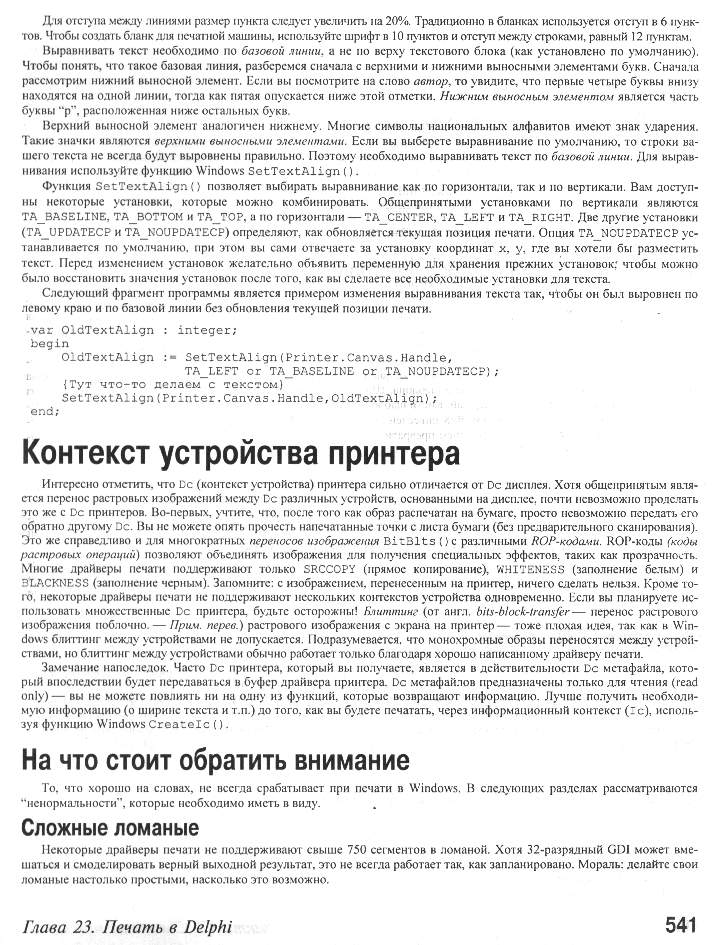 Для отступа между линиями размер пункта следует увеличить на 20%. Традиционно в бланках используется отступ в 6 пунк-
тов. Чтобы создать бланк для печатной машины, используйте шрифт в 10 пунктов и отступ между строками, равный 12 пунктам.
Выравнивать текст необходимо по базовой линии, а не по верху текстового блока (как установлено по умолчанию).
Чтобы понять, что такое базовая линия, разберемся сначала с верхними и нижними выносными элементами букв. Сначала
рассмотрим нижний выносной элемент. Если вы посмотрите на слово автор, то увидите, что первые четыре буквы внизу
находятся на одной линии, тогда как пятая опускается ниже этой отметки. Нижним выносным элементом является часть
буквы “р”, расположенная ниже остальных букв.
Верхний выносной элемент аналогичен нижнему. Многие символы национальных алфавитов имеют знак ударения.
Такие значки являются верхними выносными элементами. Если вы выберете выравнивание по умолчанию, то строки ва-
шего текста не всегда будут выровнены правильно. Поэтому необходимо выравнивать текст по базовой линии. Для вырав-
нивания используйте функцию Windows SetTextAlign().
Функция SetTextAlign() позволяет выбирать выравнивание как по горизонтали, так и по вертикали. Вам доступ-
ны некоторые установки, которые можно комбинировать. Общепринятыми установками по вертикали являются
TA_BASELINE, TA_BOTTOM и TA_TOP, а по горизонтали — TA_CENTER, TA_LEFT и TA_RIGHT. Две другие установки
(TA_UPDATECP и TA_NOUPDATECP) определяют, как обновляется текущая позиция печати. Опция TA_NOUPDATECP ус-
танавливается по умолчанию, при этом вы сами отвечаете за установку координат x, y, где вы хотели бы разместить
текст. Перед изменением установок желательно объявить переменную для хранения прежних установок, чтобы можно
было восстановить значения установок после того, как вы сделаете все необходимые установки для текста.
Следующий фрагмент программы является примером изменения выравнивания текста так, чтобы он был выровнен по
левому краю и по базовой линии без обновления текущей позиции печати.
var OldTextAlign : integer;
begin
OldTextAlign := SetTextAlign(Printer.Canvas.Handle,
TA_LEFT or TA_BASELINE or TA_NOUPDATECP);
{Тут что-то делаем с текстом}
SetTextAlign(Printer.Canvas.Handle,OldTextAlign);
end;
Контекст устройства принтера
Интересно отметить, что Dc (контекст устройства) принтера сильно отличается от Dc дисплея. Хотя общепринятым явля-
ется перенос растровых изображений между Dc различных устройств, основанными на дисплее, почти невозможно проделать
это же с Dc принтеров. Во-первых, учтите, что, после того как образ распечатан на бумаге, просто невозможно передать его
обратно другому Dc. Вы не можете опять прочесть напечатанные точки с листа бумаги (без предварительного сканирования).
Это же справедливо и для многократных переносов изображения BitBlts() с различными ROP-кодами. ROP-коды (коды
растровых операций) позволяют объединять изображения для получения специальных эффектов, таких как прозрачность.
Многие драйверы печати поддерживают только SRCCOPY (прямое копирование), WHITENESS (заполнение белым) и
BLACKNESS (заполнение черным). Запомните: с изображением, перенесенным на принтер, ничего сделать нельзя. Кроме то-
го, некоторые драйверы печати не поддерживают нескольких контекстов устройства одновременно. Если вы планируете ис-
пользовать множественные Dc принтера, будьте осторожны! Блиттинг (от англ. bits-block-transfer — перенос растрового
изображения поблочно. — Прим. перев.) растрового изображения с экрана на принтер — тоже плохая идея, так как в Win-
dows блиттинг между устройствами не допускается. Подразумевается, что монохромные образы переносятся между устрой-
ствами, но блиттинг между устройствами обычно работает только благодаря хорошо написанному драйверу печати.
Замечание напоследок. Часто Dc принтера, который вы получаете, является в действительности Dc метафайла, кото-
рый впоследствии будет передаваться в буфер драйвера принтера. Dc метафайлов предназначены только для чтения (read
only) — вы не можете повлиять ни на одну из функций, которые возвращают информацию. Лучше получить необходи-
мую информацию (о ширине текста и т.п.) до того, как вы будете печатать, через информационный контекст (Ic), исполь-
зуя функцию Windows CreateIc().
На что стоит обратить внимание
То, что хорошо на словах, не всегда срабатывает при печати в Windows. В следующих разделах рассматриваются
“ненормальности”, которые необходимо иметь в виду.
Сложные ломаные
Некоторые драйверы печати не поддерживают свыше 750 сегментов в ломаной. Хотя 32-разрядный GDI может вме-
шаться и смоделировать верный выходной результат, это не всегда работает так, как запланировано. Мораль: делайте свои
ломаные настолько простыми, насколько это возможно.
Глава 23. Печать в Delphi 541